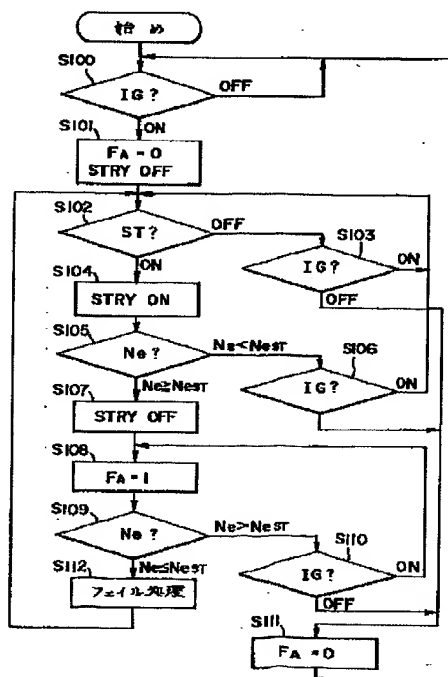 始め
S100
IG?
OFF
ON
S101
FA = 0
STRY OFF
S102
ST?
OFF
ON
S103
IG?
ON
OFF
S104
STRY ON
S105
Ne?
Ne<NeST
Ne≧NeST
S106
IG?
ON
S107
STRY OFF
S108
FA = 1
S109
Ne?
Ne>NeST
Ne≦NeST
S110
IG?
ON
OFF
S112
フェイル処理
S111
FA = 0